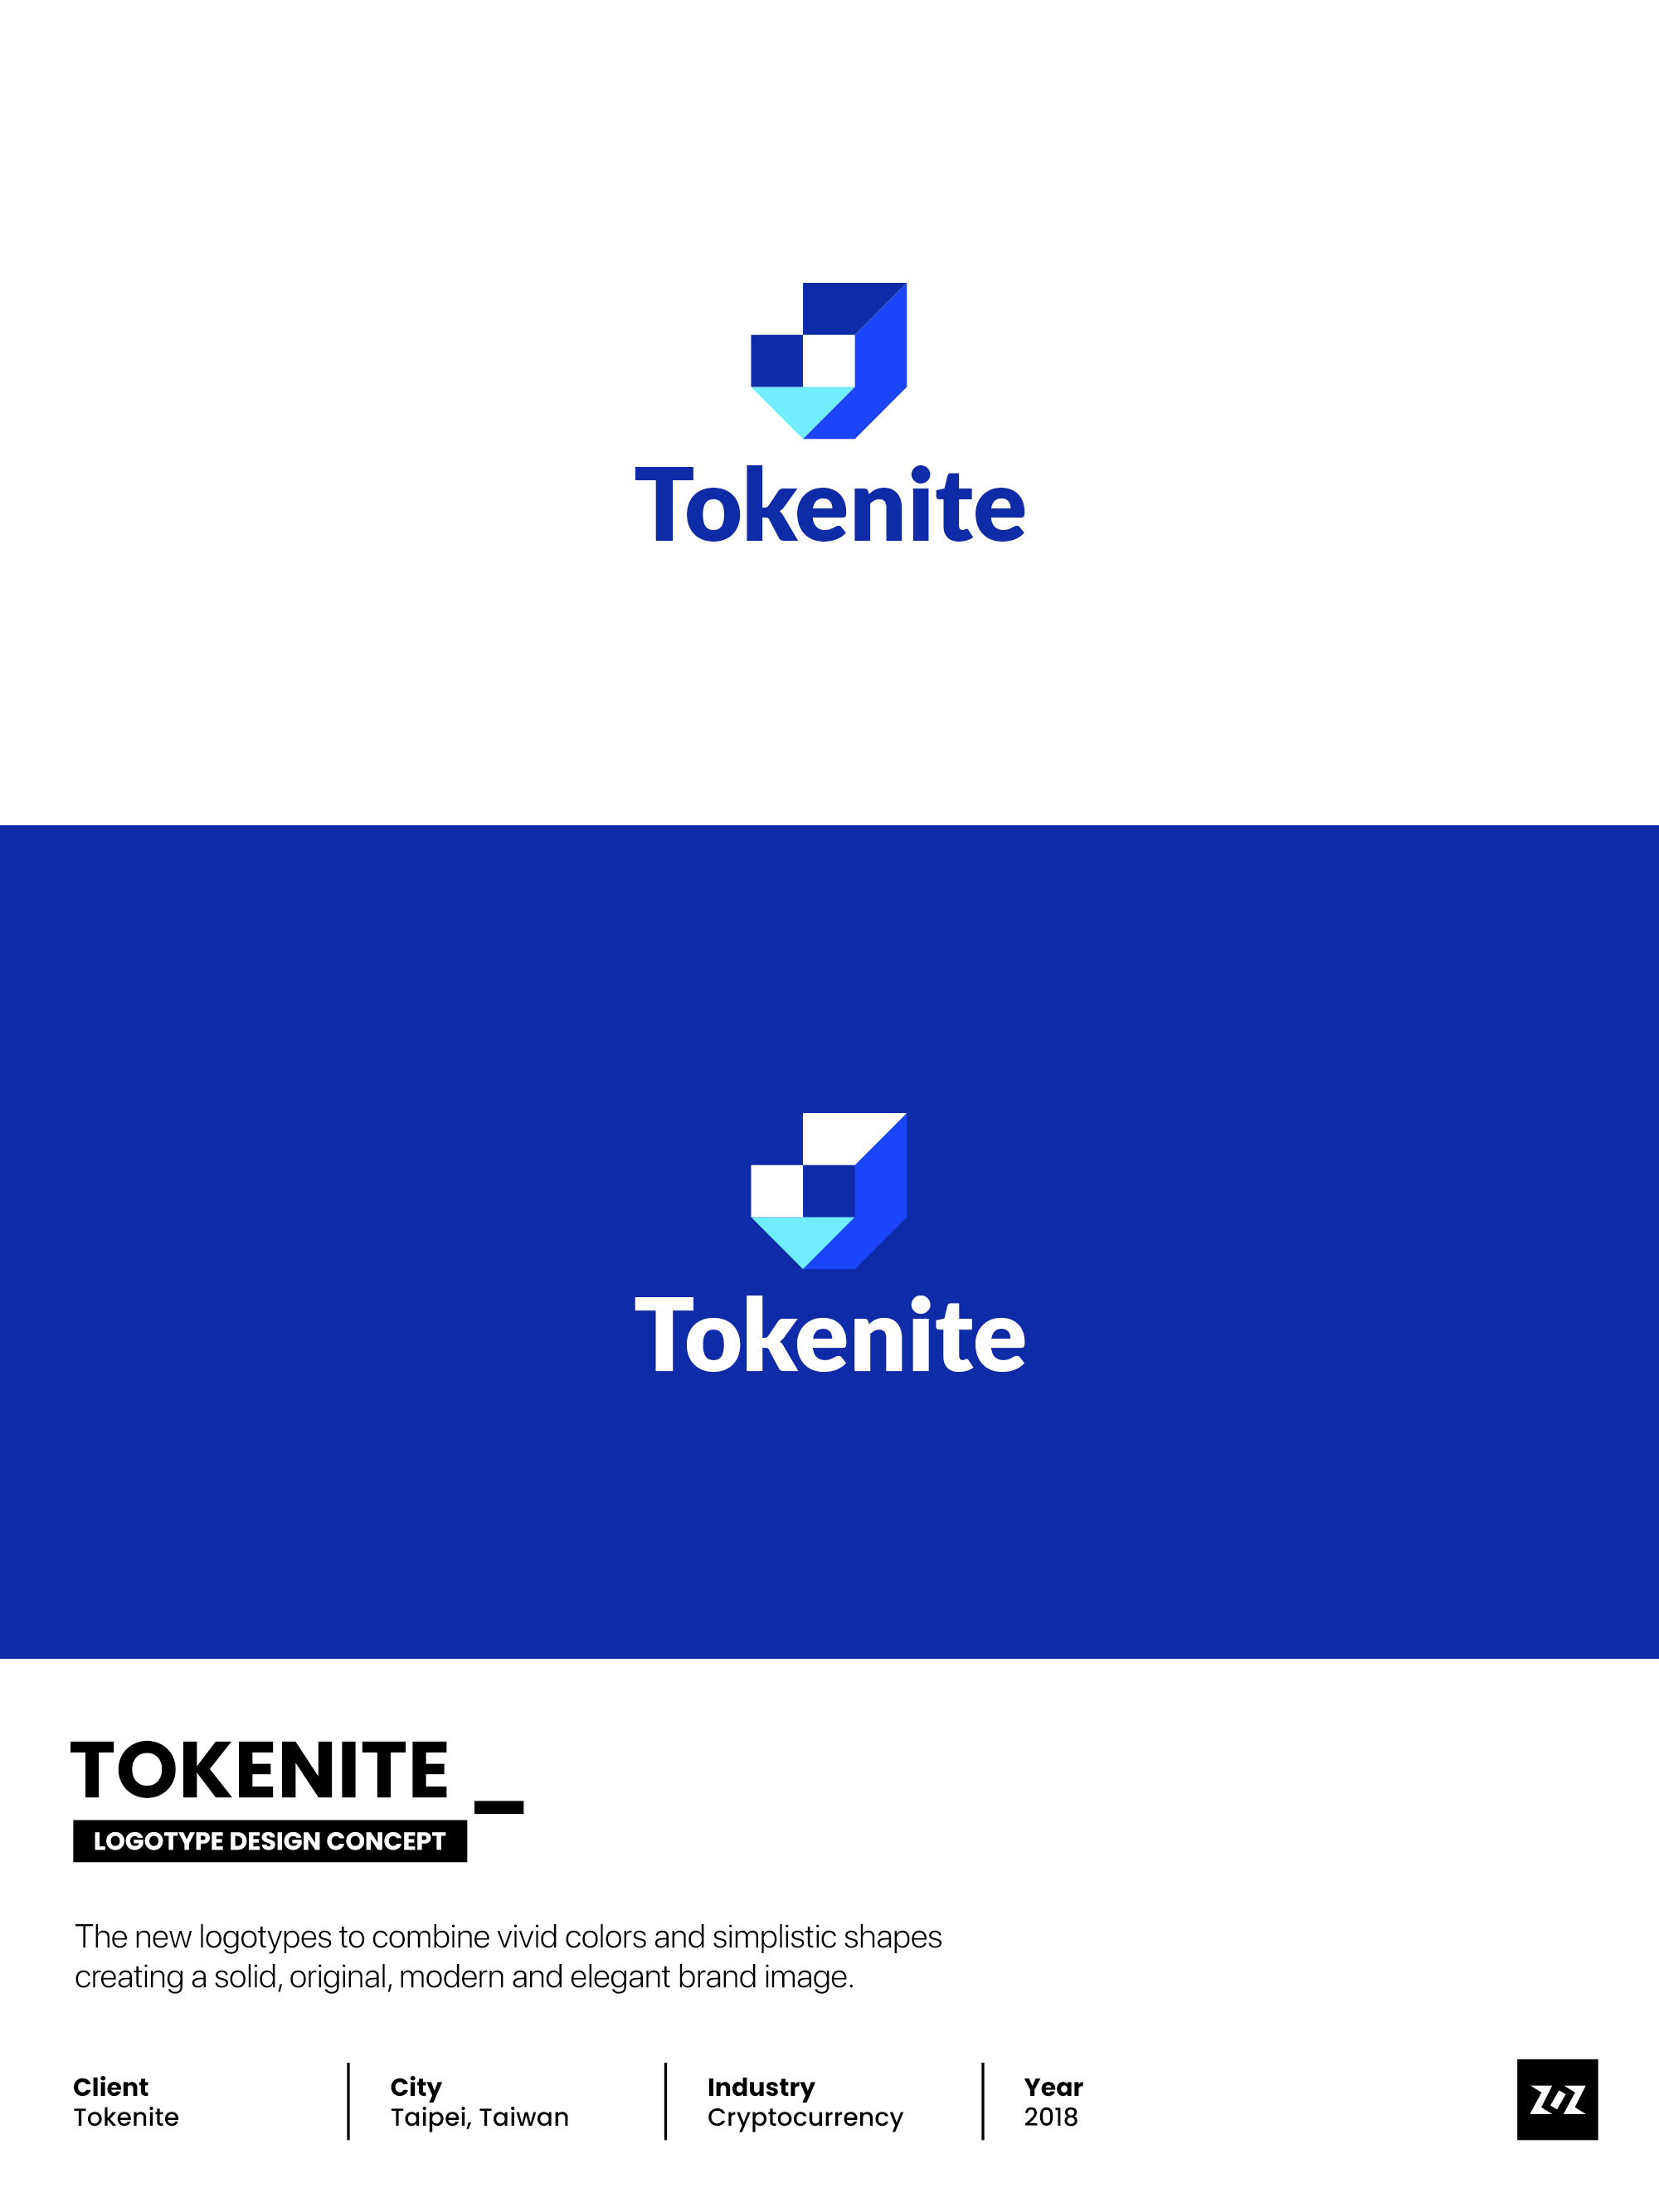 Tokenite
Tokenite
TOKENITE _
LOGOTYPE DESIGN CONCEPT
The new logotypes to combine vivid colors and simplistic shapes
creating a solid, original, modern and elegant brand image.
Client
Tokenite
City
Taipei, Taiwan
Industry
Cryptocurrency
Year
2018